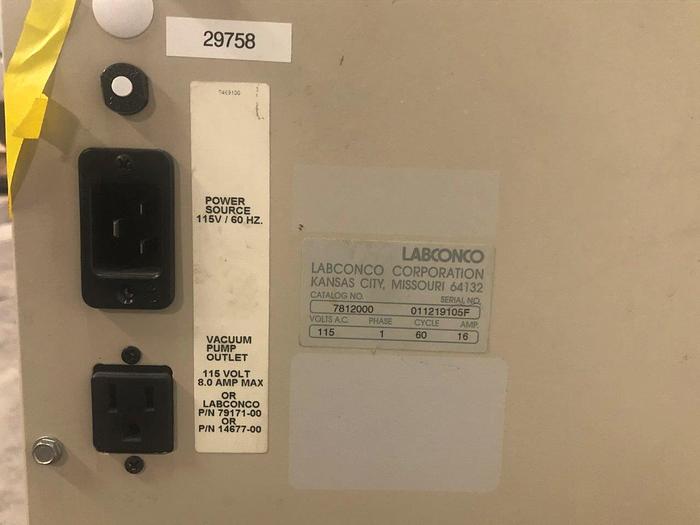 29758
7469100
POWER
SOURCE
115V / 60 HZ.
LABCONCO
LABCONCO CORPORATION
KANSAS CITY, MISSOURI 64132
CATALOG NO. SERIAL NO.
7812000 011219105F
VOLTS A.C. PHASE CYCLE AMP.
115 1 60 16
VACUUM
PUMP
OUTLET
115 VOLT
8.0 AMP MAX
OR
LABCONCO
P/N 79171-00
OR
P/N 14677-00